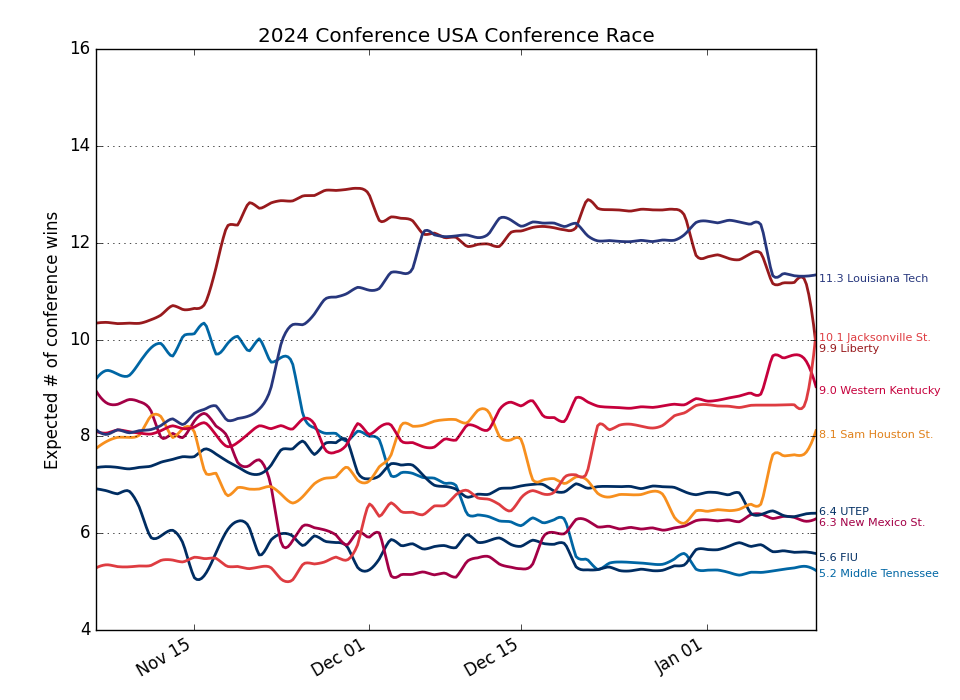 2024 Conference USA Conference Race
Expected # of conference wins
16
14
12
10
8
6
4
Nov 15
Dec 01
Dec 15
Jan 01
11.3 Louisiana Tech
10.1 Jacksonville St.
9.9 Liberty
9.0 Western Kentucky
8.1 Sam Houston St.
6.4 UTEP
6.3 New Mexico St.
5.6 FIU
5.2 Middle Tennessee